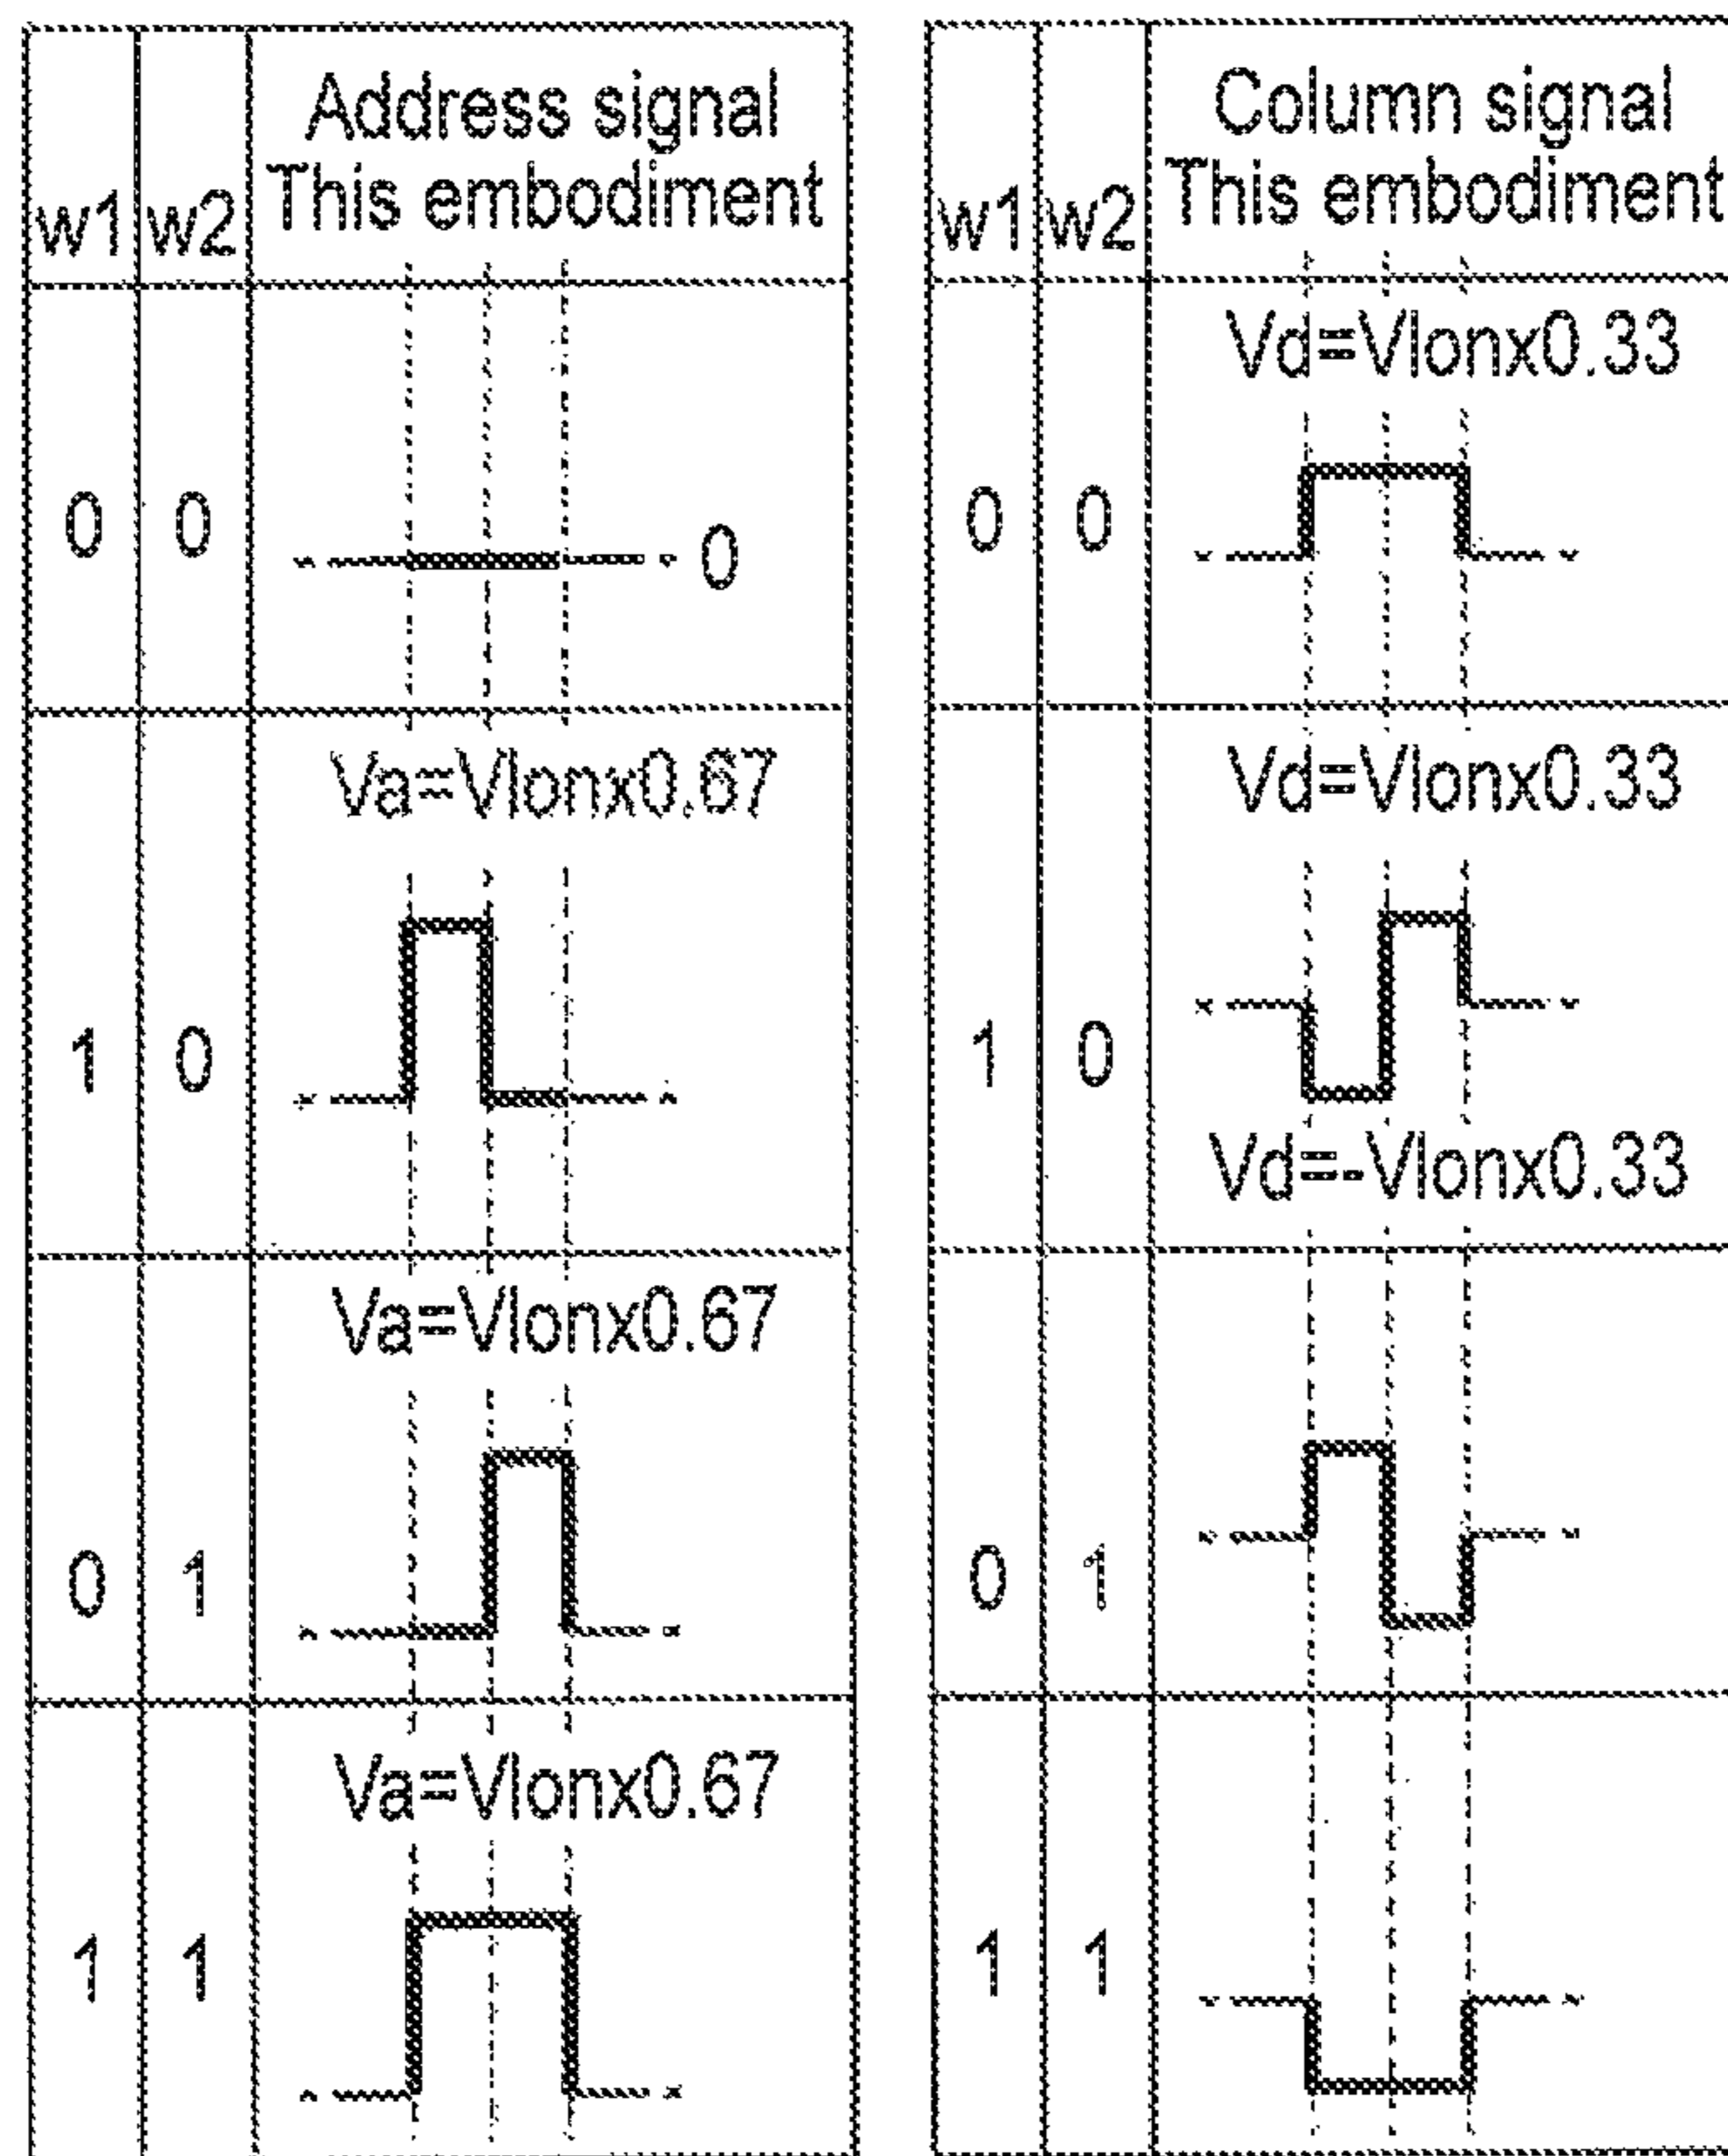 w1 w2 Address signal
This embodiment
0 0 0
Va=Vlonx0.67
1 0
Va=Vlonx0.67
0 1
Va=Vlonx0.67
1 1
w1 w2 Column signal
This embodiment
Vd=Vlonx0.33
0 0
Vd=Vlonx0.33
1 0
Vd=-Vlonx0.33
0 1
1 1